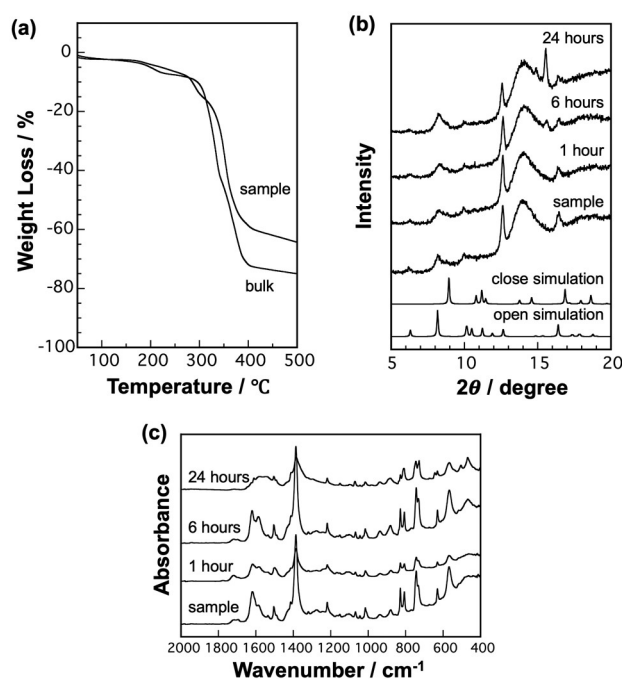 (a)
0
-20
-40
-60
-80
-100
Weight Loss / %
sample
bulk
100
200
300
400
500
Temperature / °C
(b)
24 hours
6 hours
1 hour
sample
close simulation
open simulation
Intensity
5
10
15
20
2θ / degree
(c)
24 hours
6 hours
1 hour
sample
Absorbance
2000 1800 1600 1400 1200 1000 800 600 400
Wavenumber / cm⁻¹